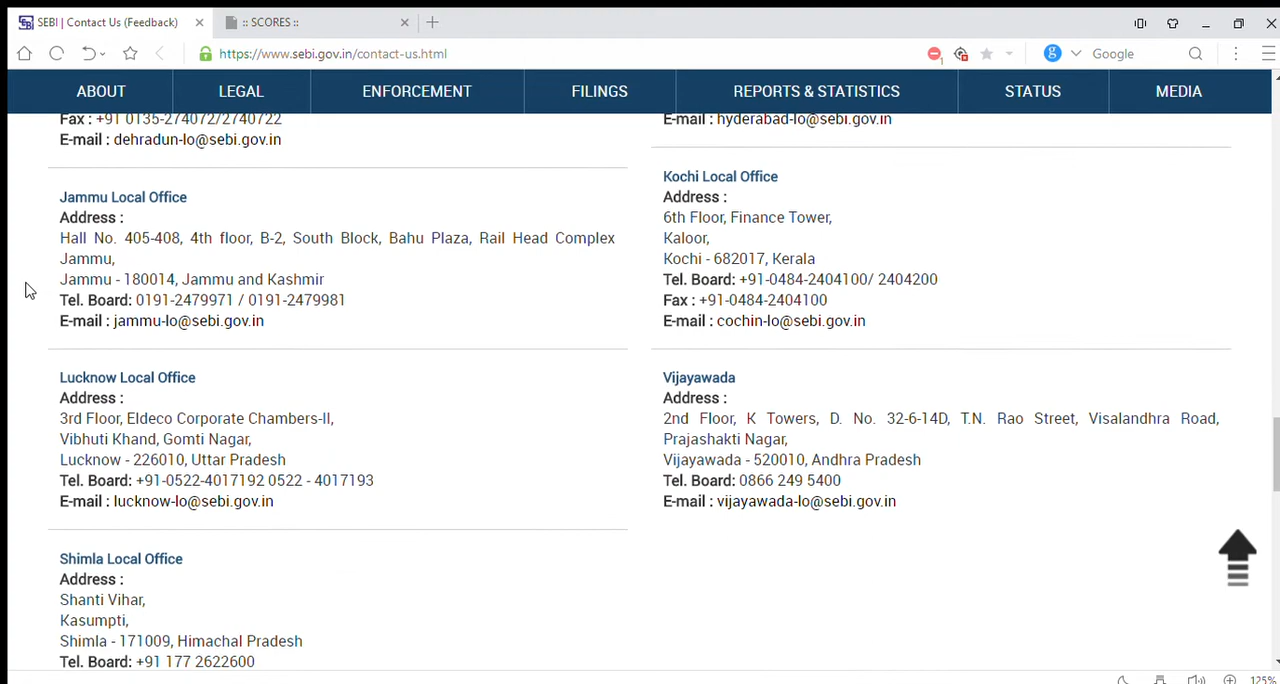 SEBI | Contact Us (Feedback)
:: SCORES ::
https://www.sebi.gov.in/contact-us.html
Google
ABOUT LEGAL ENFORCEMENT FILINGS REPORTS & STATISTICS STATUS MEDIA
Fax : +91 0135-274072/2740722
E-mail : dehradun-lo@sebi.gov.in
Jammu Local Office
Address :
Hall No. 405-408, 4th floor, B-2, South Block, Bahu Plaza, Rail Head Complex
Jammu,
Jammu - 180014, Jammu and Kashmir
Tel. Board: 0191-2479971 / 0191-2479981
E-mail : jammu-lo@sebi.gov.in
Lucknow Local Office
Address :
3rd Floor, Eldeco Corporate Chambers-II,
Vibhuti Khand, Gomti Nagar,
Lucknow - 226010, Uttar Pradesh
Tel. Board: +91-0522-4017192 0522 - 4017193
E-mail : lucknow-lo@sebi.gov.in
Shimla Local Office
Address :
Shanti Vihar,
Kasumpti,
Shimla - 171009, Himachal Pradesh
Tel. Board: +91 177 2622600
E-mail : hyderabad-lo@sebi.gov.in
Kochi Local Office
Address :
6th Floor, Finance Tower,
Kaloor,
Kochi - 682017, Kerala
Tel. Board: +91-0484-2404100/ 2404200
Fax : +91-0484-2404100
E-mail : cochin-lo@sebi.gov.in
Vijayawada
Address :
2nd Floor, K Towers, D. No. 32-6-14D, T.N. Rao Street, Visalandhra Road,
Prajashakti Nagar,
Vijayawada - 520010, Andhra Pradesh
Tel. Board: 0866 249 5400
E-mail : vijayawada-lo@sebi.gov.in
125%